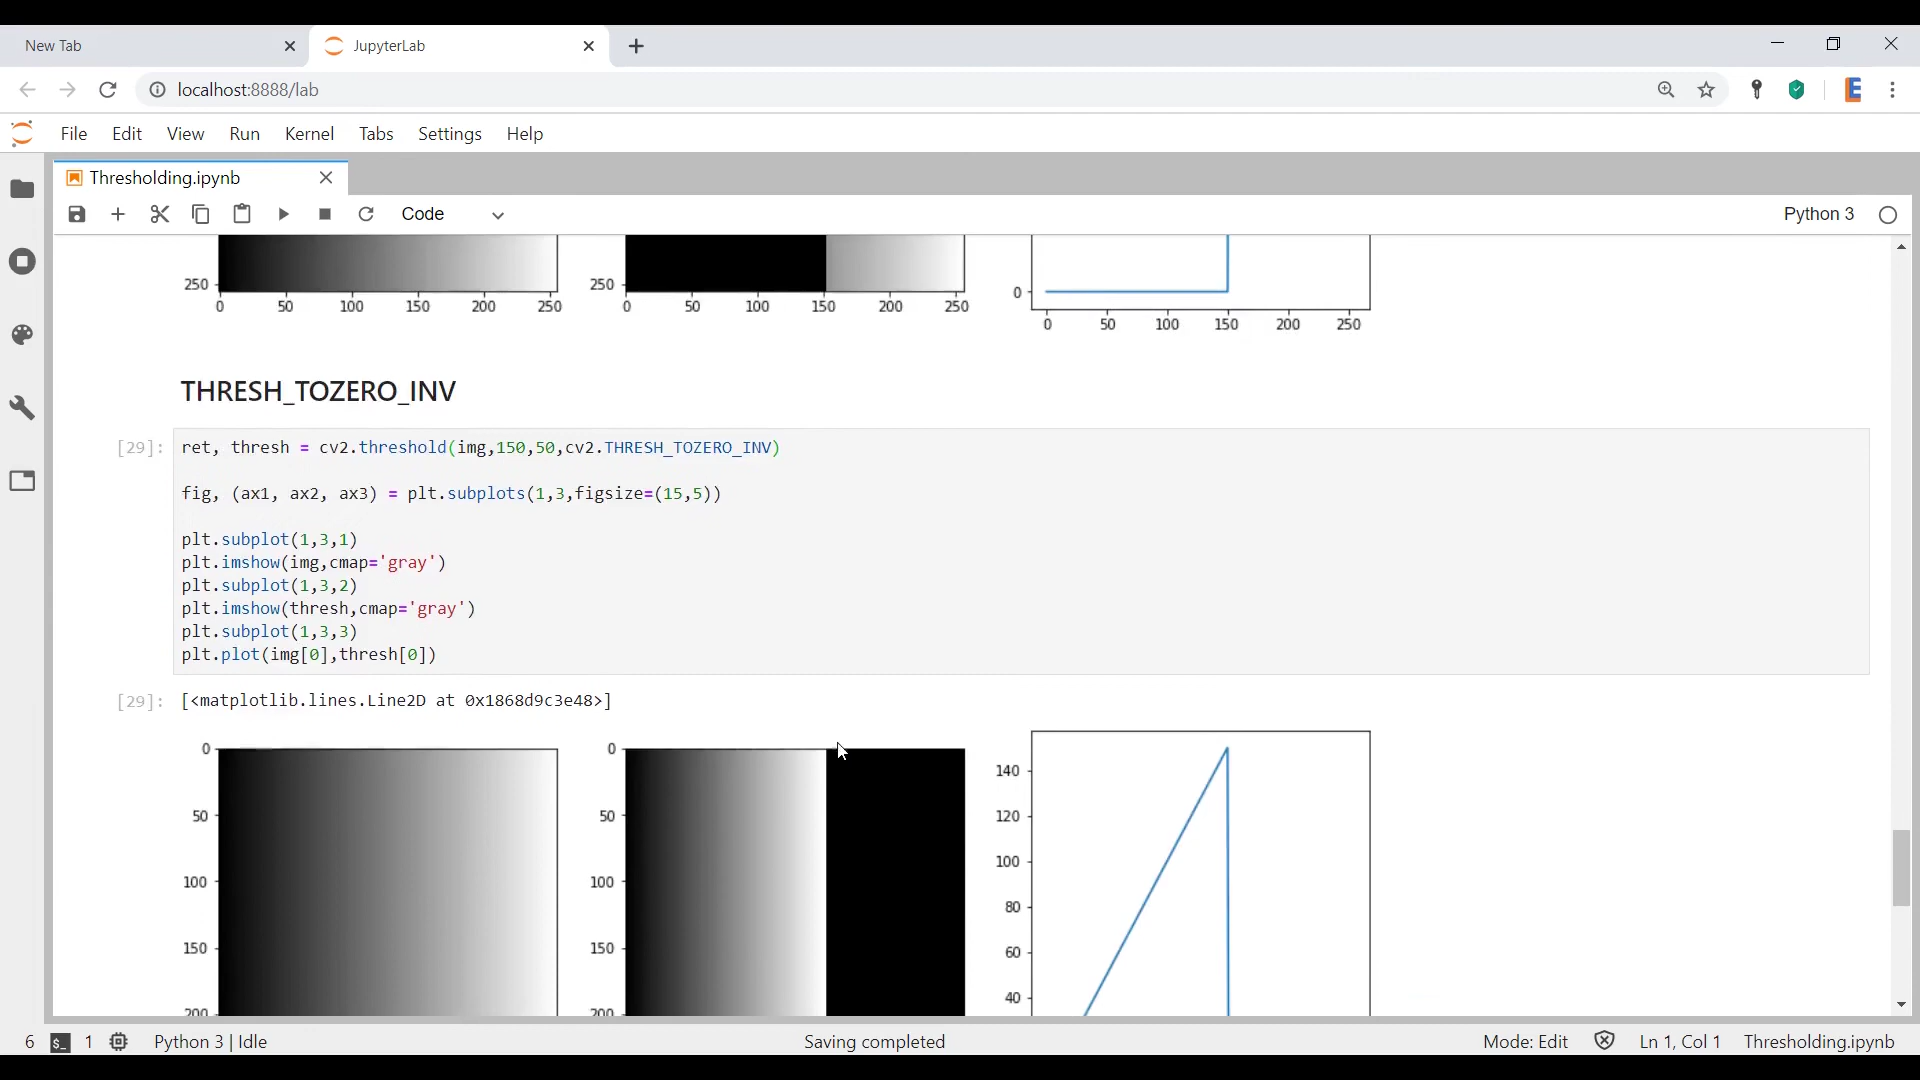 New Tab
JupyterLab
localhost:8888/lab
File Edit View Run Kernel Tabs Settings Help
Thresholding.ipynb
Code
Python 3
250
0 50 100 150 200 250
250
0 50 100 150 200 250
0
0 50 100 150 200 250
THRESH_TOZERO_INV
[29]: ret, thresh = cv2.threshold(img,150,50,cv2.THRESH_TOZERO_INV)
fig, (ax1, ax2, ax3) = plt.subplots(1,3,figsize=(15,5))
plt.subplot(1,3,1)
plt.imshow(img,cmap='gray')
plt.subplot(1,3,2)
plt.imshow(thresh,cmap='gray')
plt.subplot(1,3,3)
plt.plot(img[0],thresh[0])
[29]: [<matplotlib.lines.Line2D at 0x1868d9c3e48>]
0
50
100
150
200
0
50
100
150
200
140
120
100
80
60
40
6 $_ 1 Python 3 | Idle Saving completed Mode: Edit Ln 1, Col 1 Thresholding.ipynb